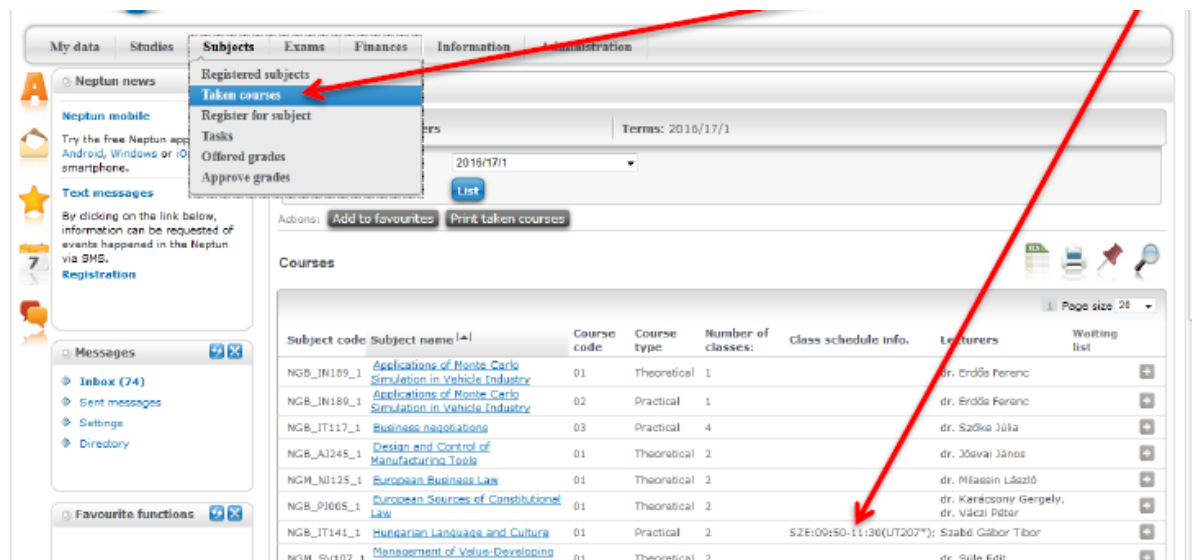 My data Studies Subjects Exams Finances Information Administration
Neptun news
Registered subjects
Taken courses
Register for subject
Tasks
Offered grades
Approve grades
Neptun mobile
Try the free Neptun app
Android, Windows or iO
smartphone.
Text messages
By clicking on the link below,
information can be requested of
events happened in the Neptun
via SMS.
Registration
7
ers Terms: 2016/17/1
2016/17/1
List
Actions: Add to favourites Print taken courses
Courses
1 Page size 20
Subject code Subject name Course code Course type Number of classes: Class schedule info. Lecturers Waiting list
NGB_IN189_1 Applications of Monte Carlo Simulation in Vehicle Industry 01 Theoretical 1 dr. Erdős Ferenc
NGB_IN189_1 Applications of Monte Carlo Simulation in Vehicle Industry 02 Practical 1 dr. Erdős Ferenc
NGB_IT117_1 Business negotiations 03 Practical 4 dr. Szőke Júlia
NGB_AJ245_1 Design and Control of Manufacturing Tools 01 Theoretical 2 dr. Jósvai János
NGM_NJ125_1 European Business Law 01 Theoretical 2 dr. Milassin László
NGB_PJ005_1 European Sources of Constitutional Law 01 Theoretical 2 dr. Karácsony Gergely, dr. Váczi Péter
NGB_IT141_1 Hungarian Language and Culture 01 Practical 2 SZE:09:50-11:30(UT207*); Szabó Gábor Tibor
NGM_SV107_1 Management of Value-Developing 01 Theoretical 2 dr. Süle Edit
Messages
Inbox (74)
Sent messages
Settings
Directory
Favourite functions